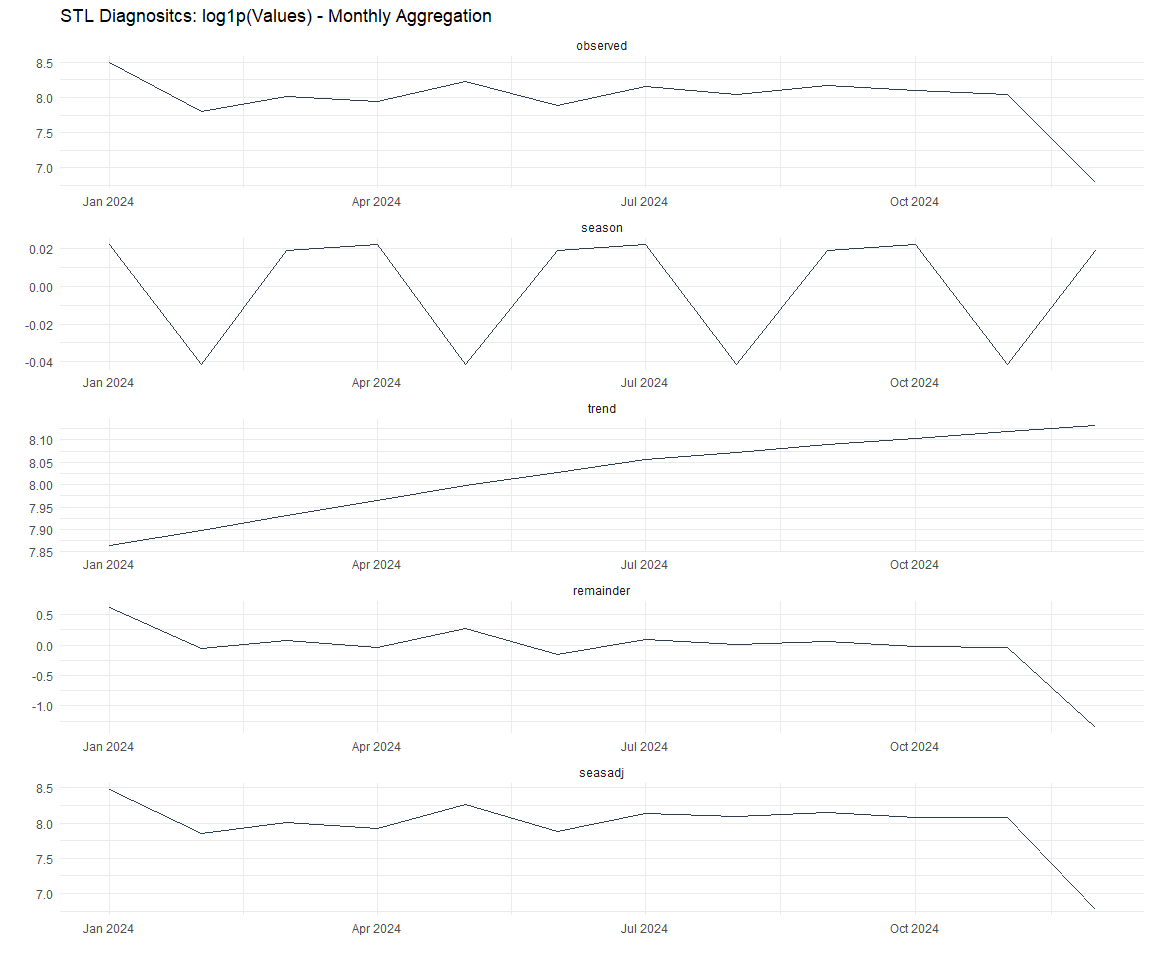 STL Diagnositcs: log1p(Values) - Monthly Aggregation
observed
8.5
8.0
7.5
7.0
Jan 2024 Apr 2024 Jul 2024 Oct 2024
season
0.02
0.00
-0.02
-0.04
Jan 2024 Apr 2024 Jul 2024 Oct 2024
trend
8.10
8.05
8.00
7.95
7.90
7.85
Jan 2024 Apr 2024 Jul 2024 Oct 2024
remainder
0.5
0.0
-0.5
-1.0
Jan 2024 Apr 2024 Jul 2024 Oct 2024
seasadj
8.5
8.0
7.5
7.0
Jan 2024 Apr 2024 Jul 2024 Oct 2024